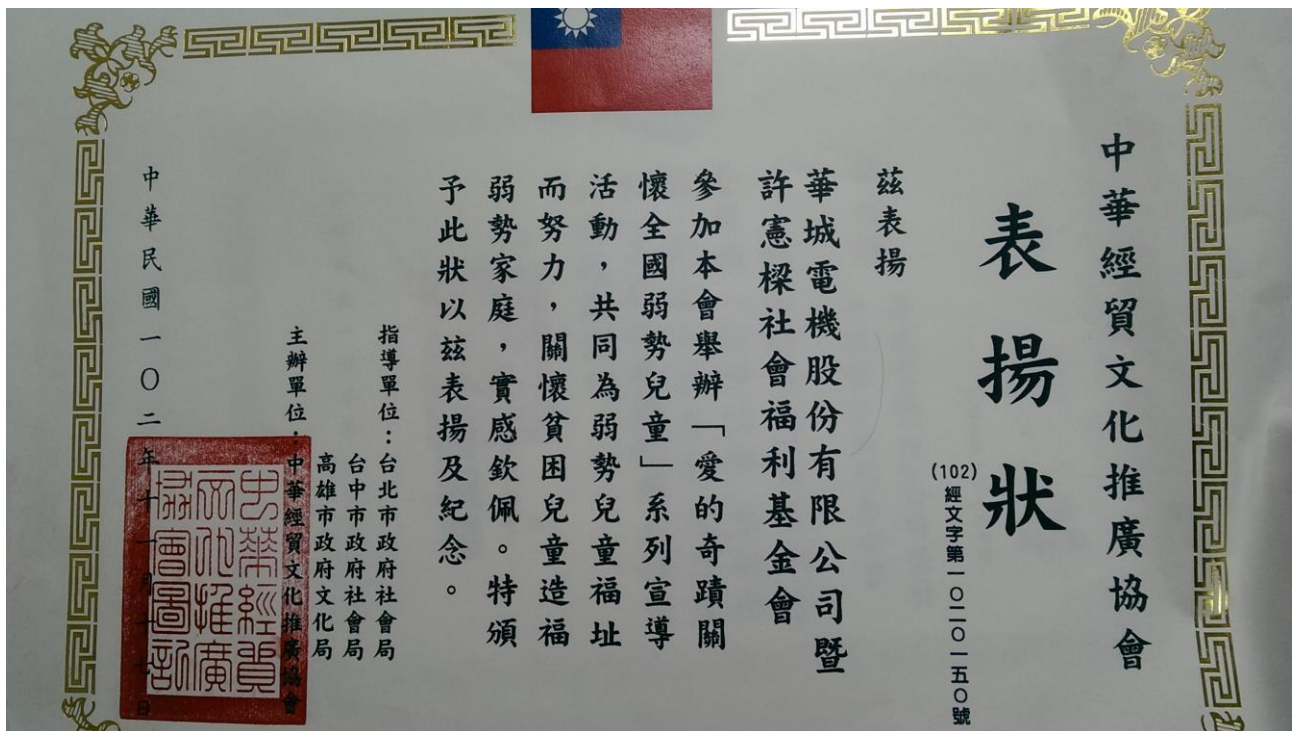 中華經貿文化推廣協會
表揚狀
(102)經文字第一〇二〇一五〇號
茲表揚
華城電機股份有限公司暨
許憲樑社會福利基金會
參加本會舉辦「愛的奇蹟關
懷全國弱勢兒童」系列宣導
活動，共同為弱勢兒童福址
而努力，關懷貧困兒童造福
弱勢家庭，實感欽佩。特頒
予此狀以玆表揚及紀念。
指導單位：台北市政府社會局
台中市政府社會局
高雄市政府文化局
主辦單位：中華經貿文化推廣協會
中華民國一〇二年十一月十七日
中華經貿
文化推廣
協會圖記